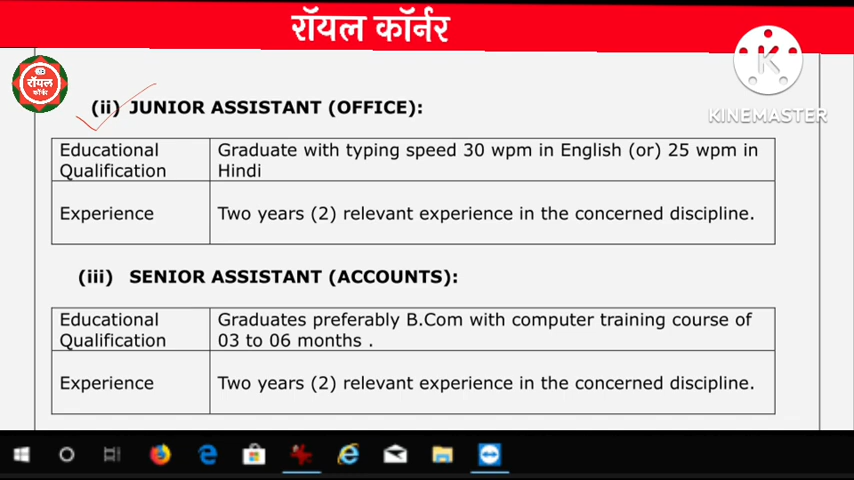 रॉयल कॉर्नर
रॉयल
कॉर्नर
KINEMASTER
(ii) JUNIOR ASSISTANT (OFFICE):
Educational Qualification
Graduate with typing speed 30 wpm in English (or) 25 wpm in
Hindi
Experience
Two years (2) relevant experience in the concerned discipline.
(iii) SENIOR ASSISTANT (ACCOUNTS):
Educational Qualification
Graduates preferably B.Com with computer training course of
03 to 06 months .
Experience
Two years (2) relevant experience in the concerned discipline.